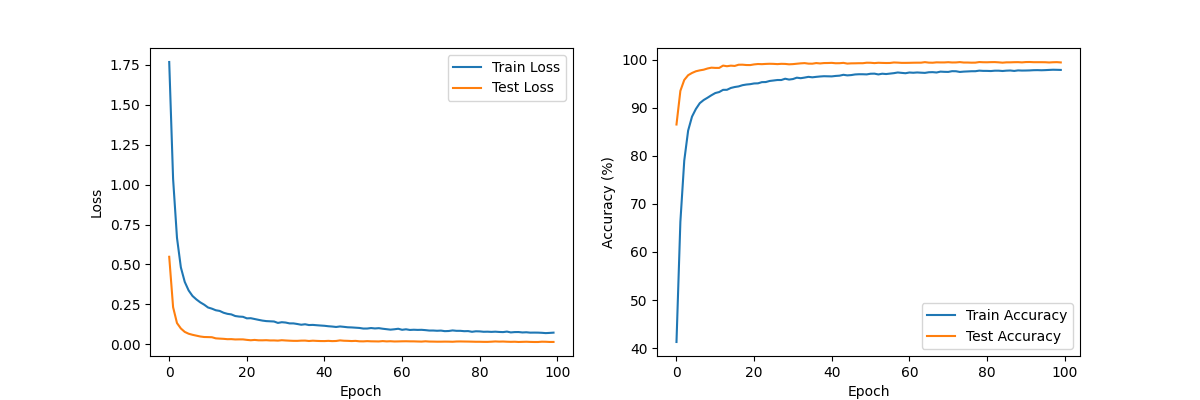 1.75
1.50
1.25
1.00
0.75
0.50
0.25
0.00
Loss
0 20 40 60 80 100
Epoch
Train Loss
Test Loss
100
90
80
70
60
50
40
Accuracy (%)
0 20 40 60 80 100
Epoch
Train Accuracy
Test Accuracy